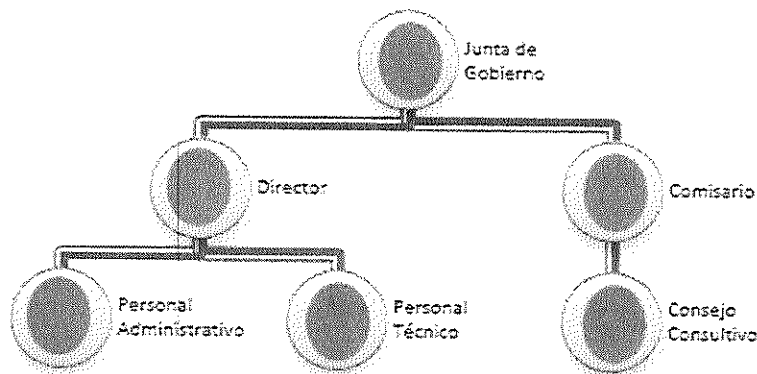 Junta de
Gobierno
Director
Comisario
Personal
Administrativo
Personal
Técnico
Consejo
Consultivo